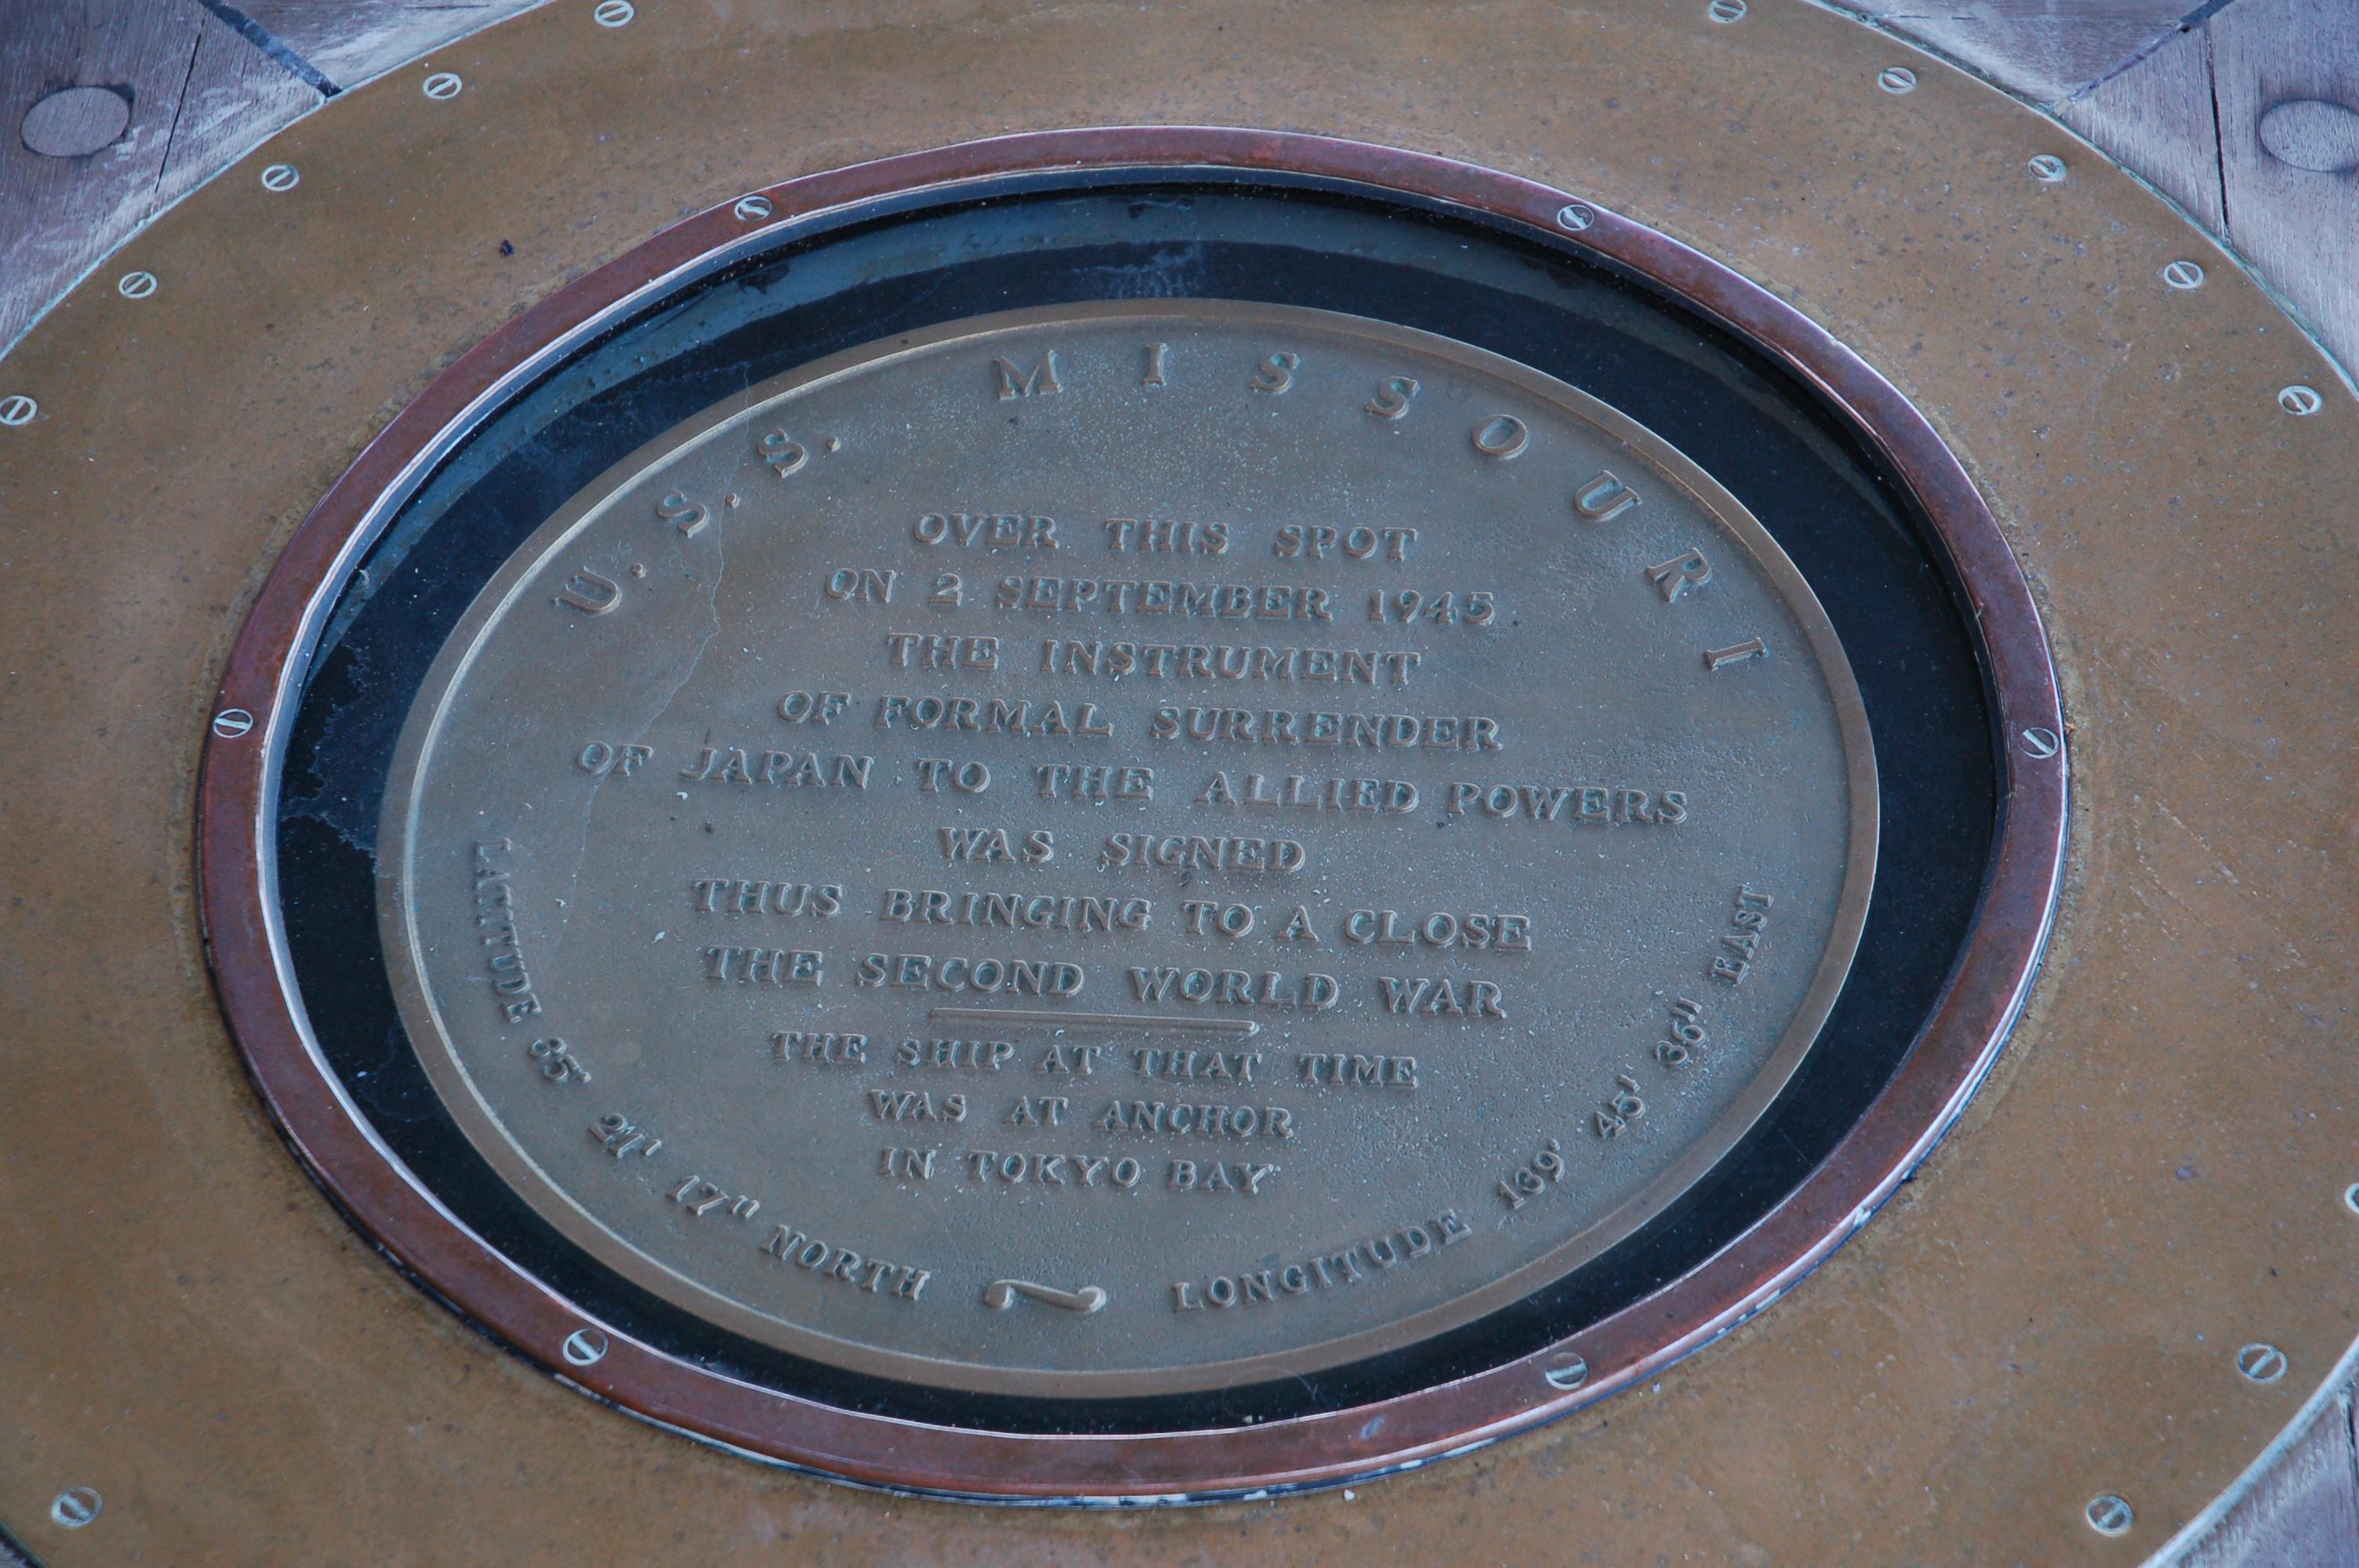 U.S.S. MISSOURI
OVER THIS SPOT
ON 2 SEPTEMBER 1945
THE INSTRUMENT
OF FORMAL SURRENDER
OF JAPAN TO THE ALLIED POWERS
WAS SIGNED
THUS BRINGING TO A CLOSE
THE SECOND WORLD WAR
THE SHIP AT THAT TIME
WAS AT ANCHOR
IN TOKYO BAY
LATITUDE 35° 21' 17" NORTH ~ LONGITUDE 139° 45' 36" EAST